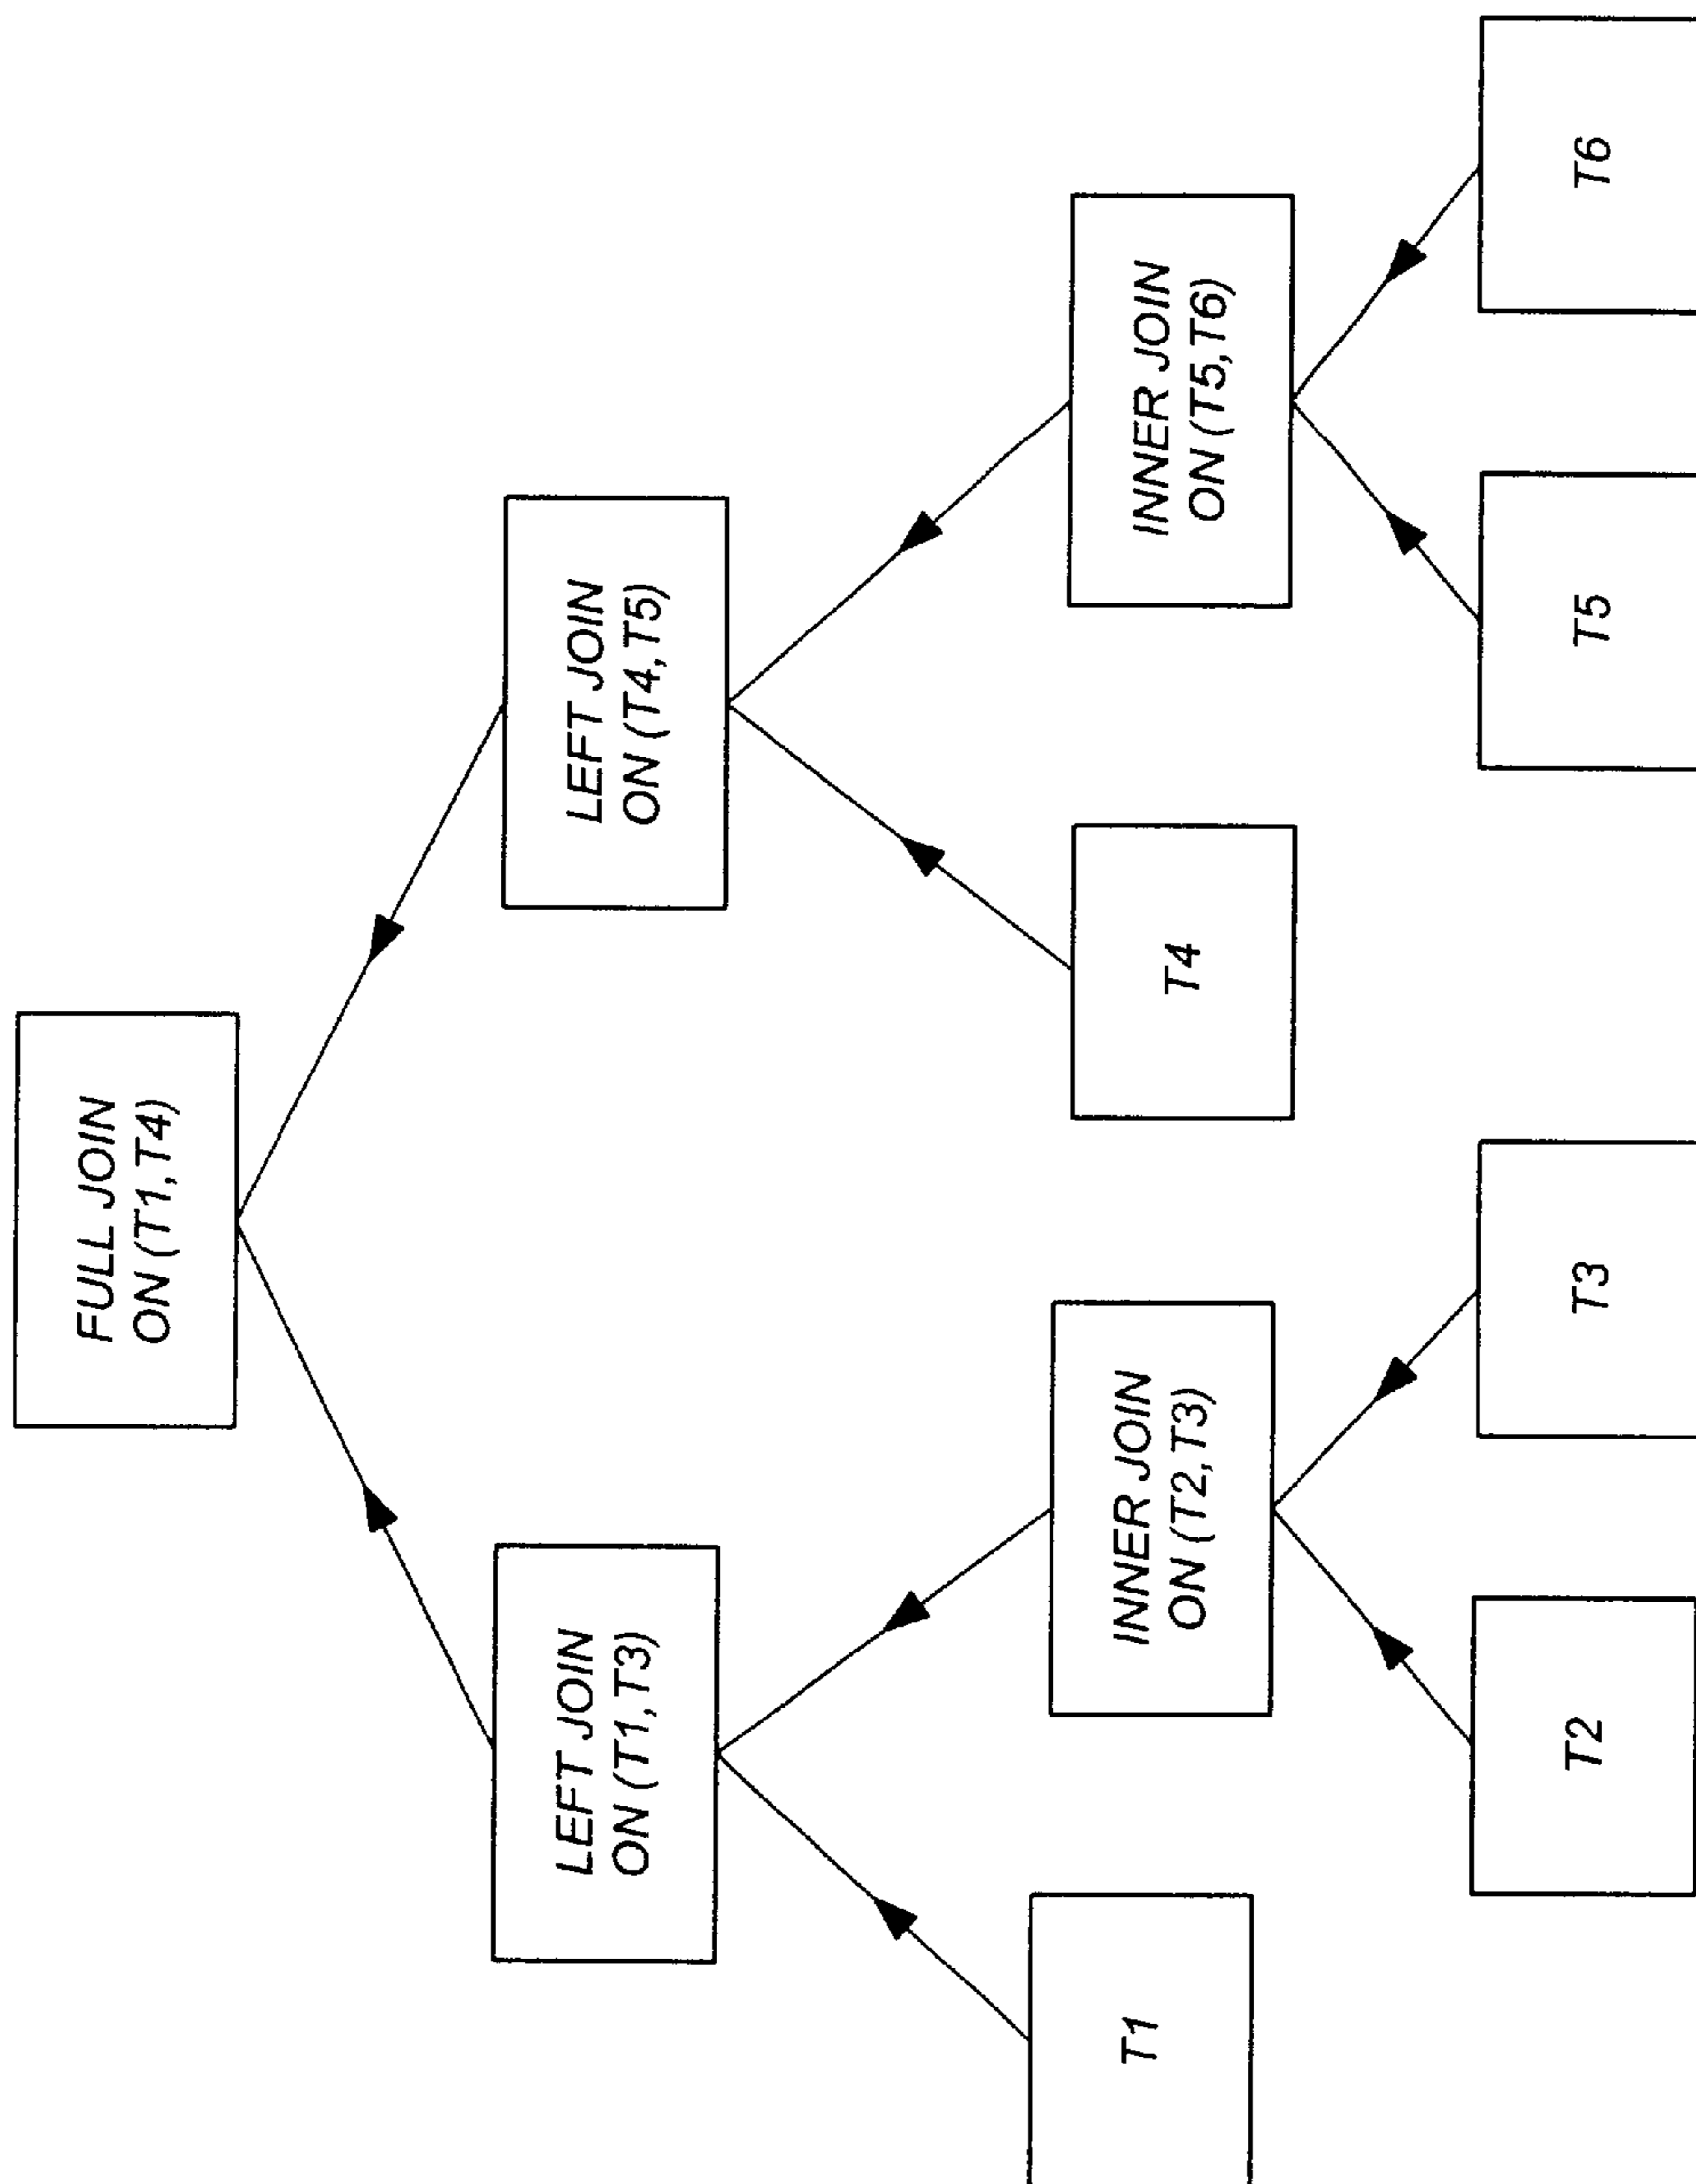 FULL JOIN
ON (T1,T4)
LEFT JOIN
ON (T1,T3)
LEFT JOIN
ON (T4,T5)
T1
INNER JOIN
ON (T2,T3)
T4
INNER JOIN
ON (T5,T6)
T2
T3
T5
T6